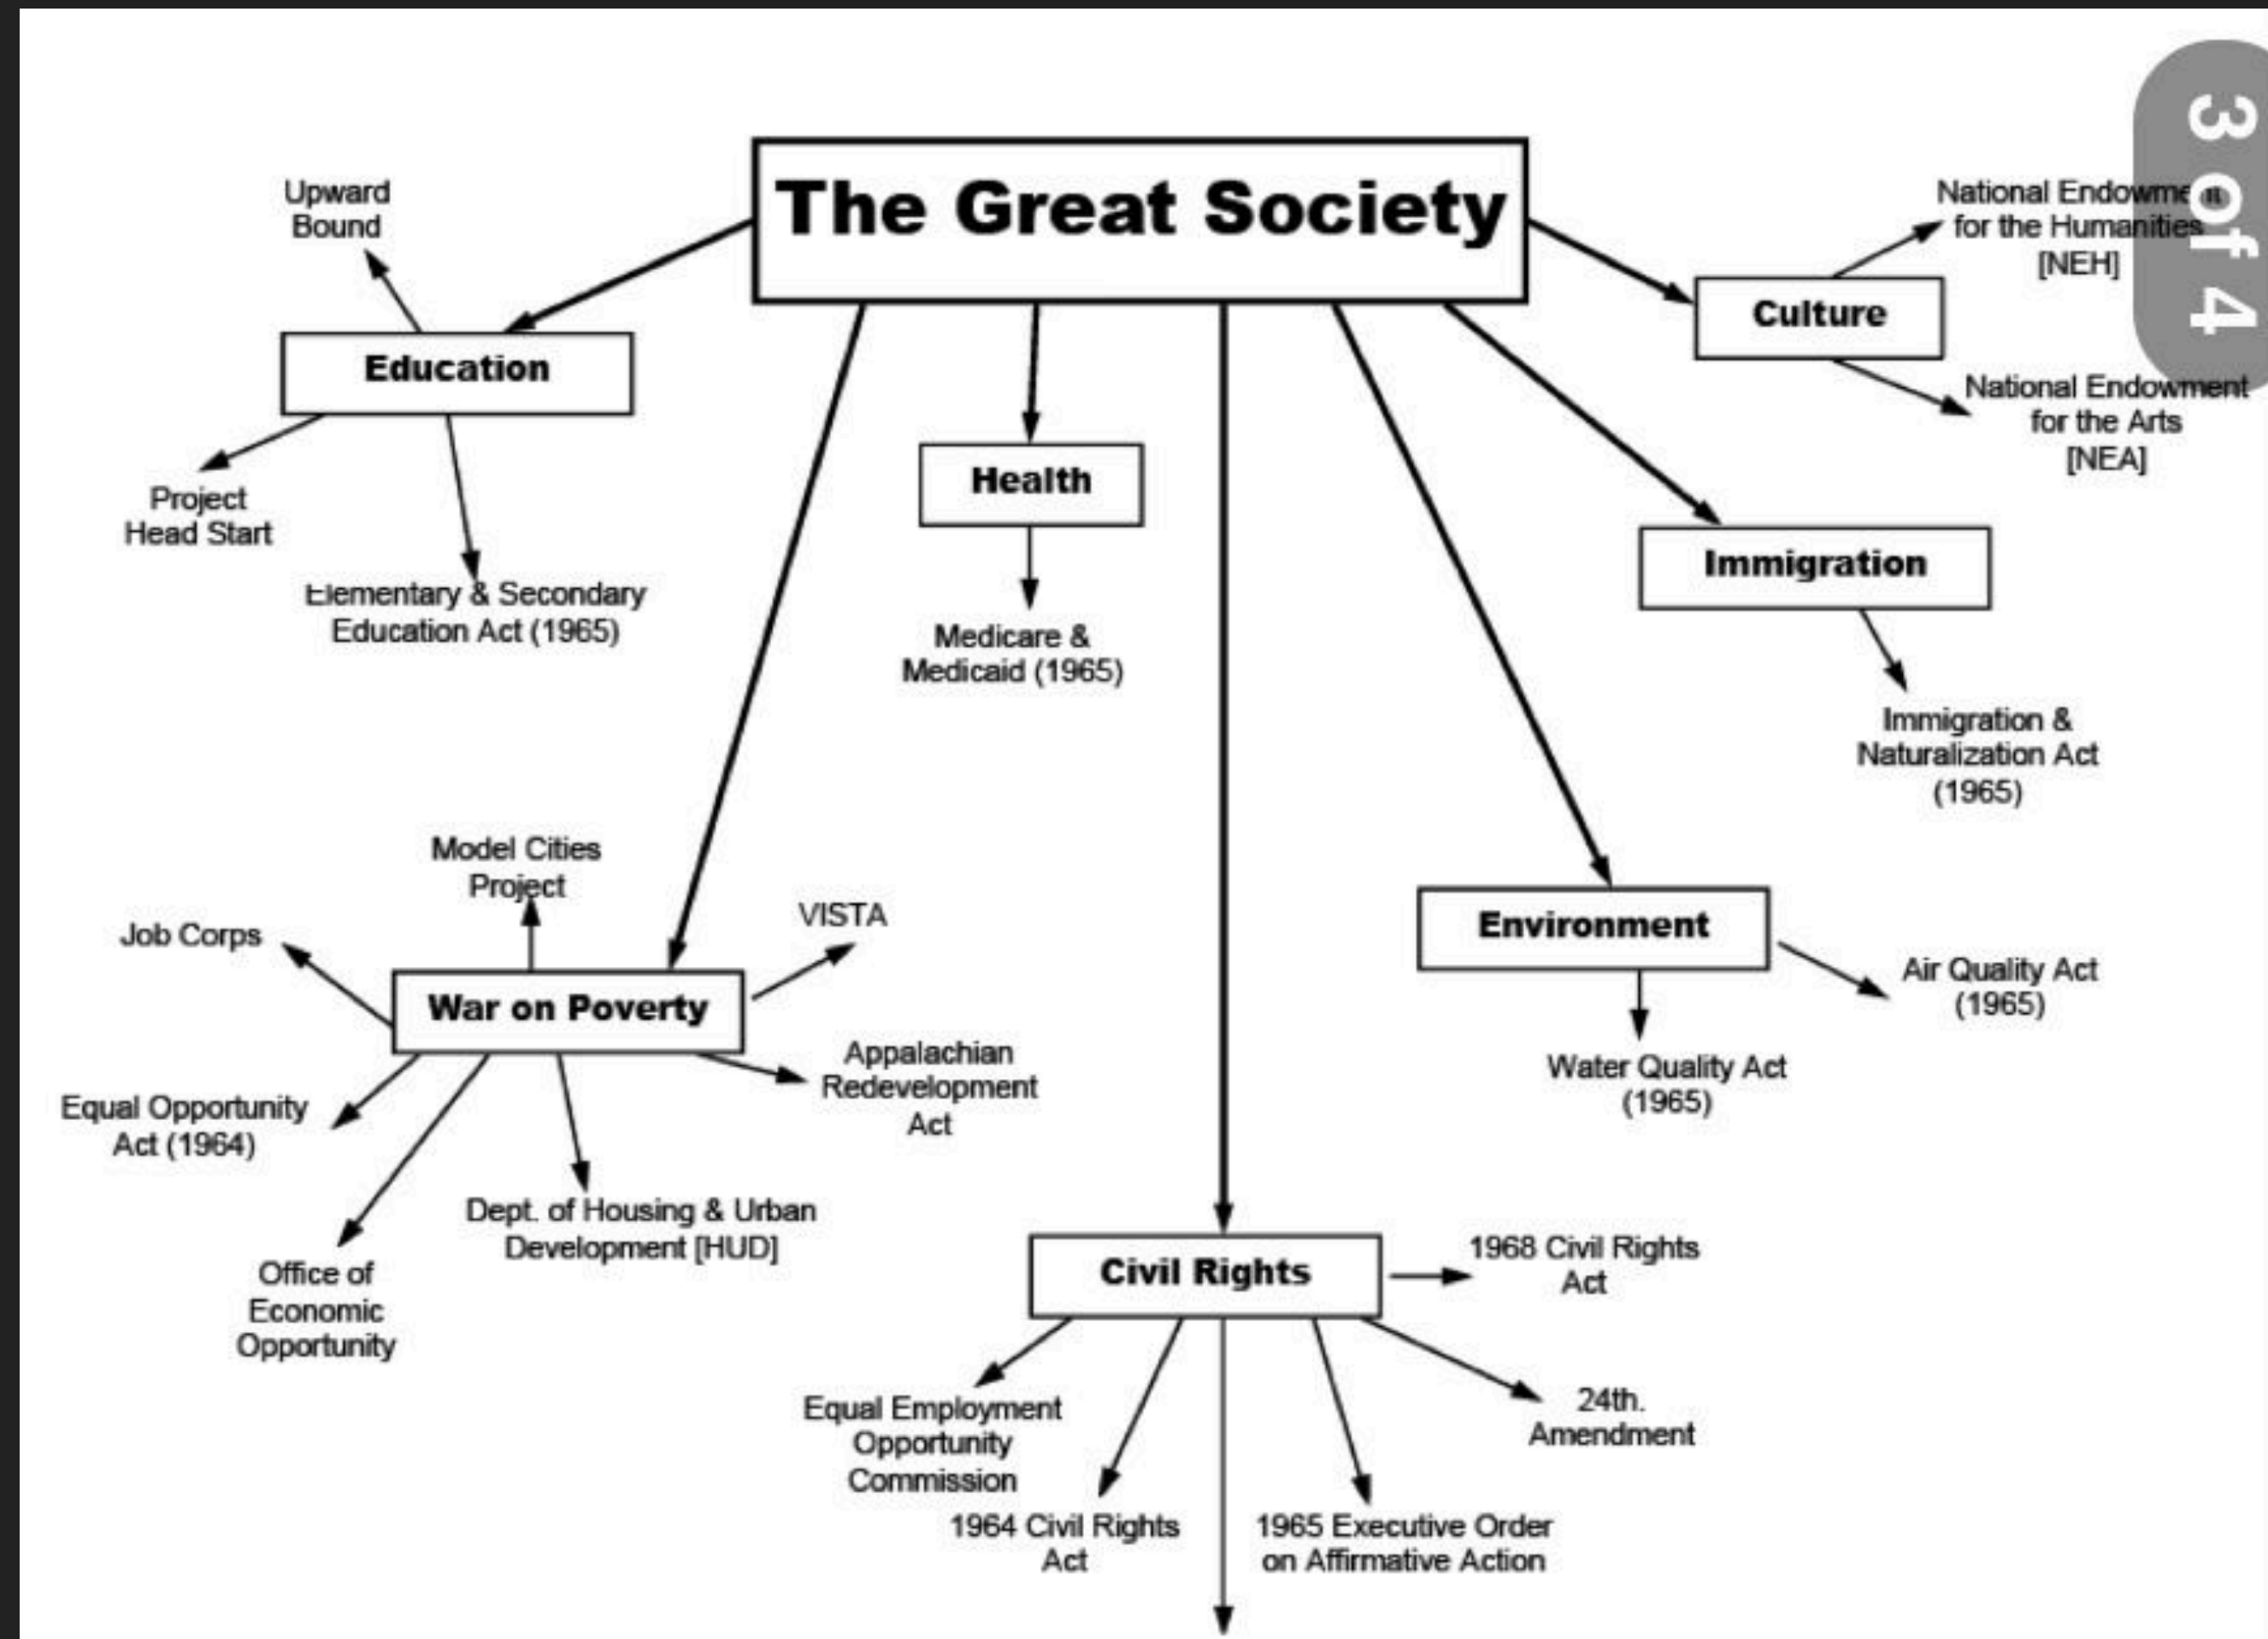 The Great Society
Upward
Bound
Education
Project
Head Start
Elementary & Secondary
Education Act (1965)
Health
Medicare &
Medicaid (1965)
Culture
National Endowment
for the Humanities
[NEH]
National Endowment
for the Arts
[NEA]
3 of 4
Immigration
Immigration &
Naturalization Act
(1965)
Model Cities
Project
Job Corps
VISTA
War on Poverty
Appalachian
Redevelopment
Act
Equal Opportunity
Act (1964)
Dept. of Housing & Urban
Development [HUD]
Office of
Economic
Opportunity
Environment
Air Quality Act
(1965)
Water Quality Act
(1965)
Civil Rights
1968 Civil Rights
Act
24th.
Amendment
Equal Employment
Opportunity
Commission
1964 Civil Rights
Act
1965 Executive Order
on Affirmative Action